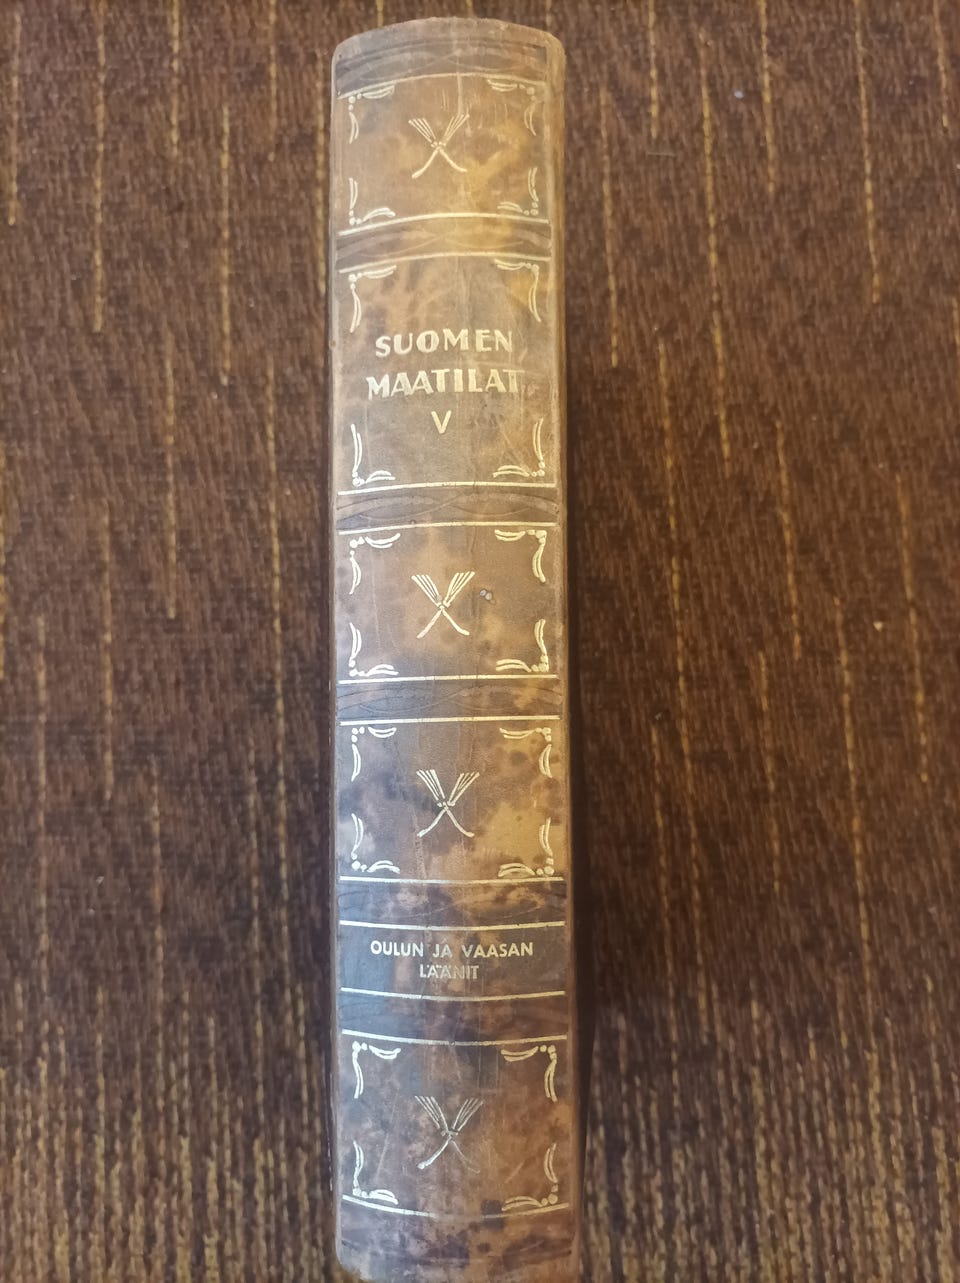 SUOMEN
MAATILAT
V
OULUN JA VAASAN
LÄÄNIT